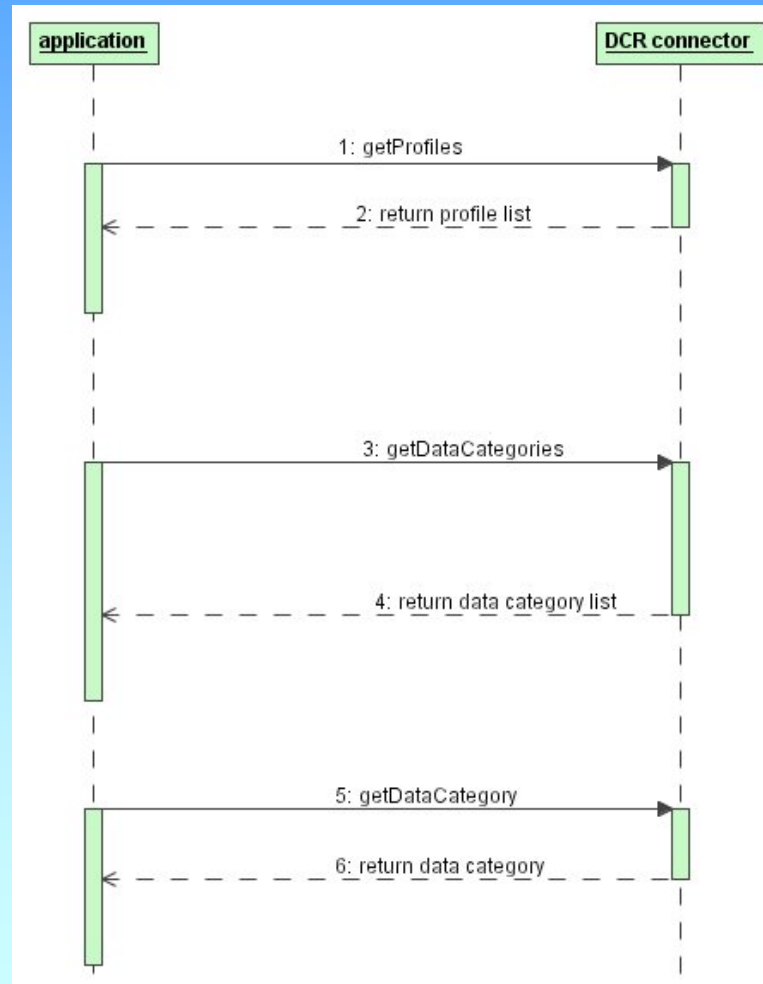 application
DCR connector
1: getProfiles
2: return profile list
3: getDataCategories
4: return data category list
5: getDataCategory
6: return data category